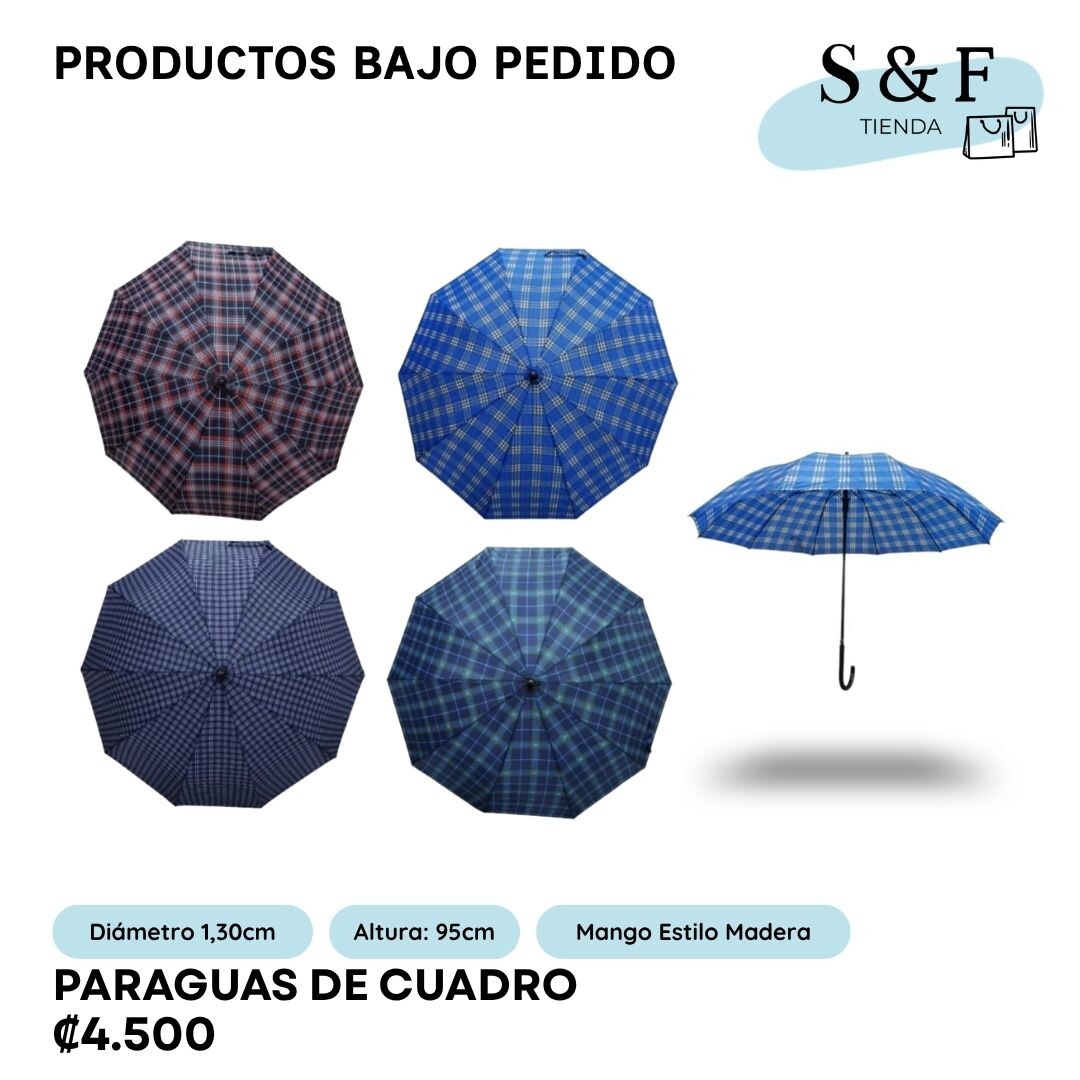 PRODUCTOS BAJO PEDIDO
S & F
TIENDA
Diámetro 1,30cm
Altura: 95cm
Mango Estilo Madera
PARAGUAS DE CUADRO
₡4.500